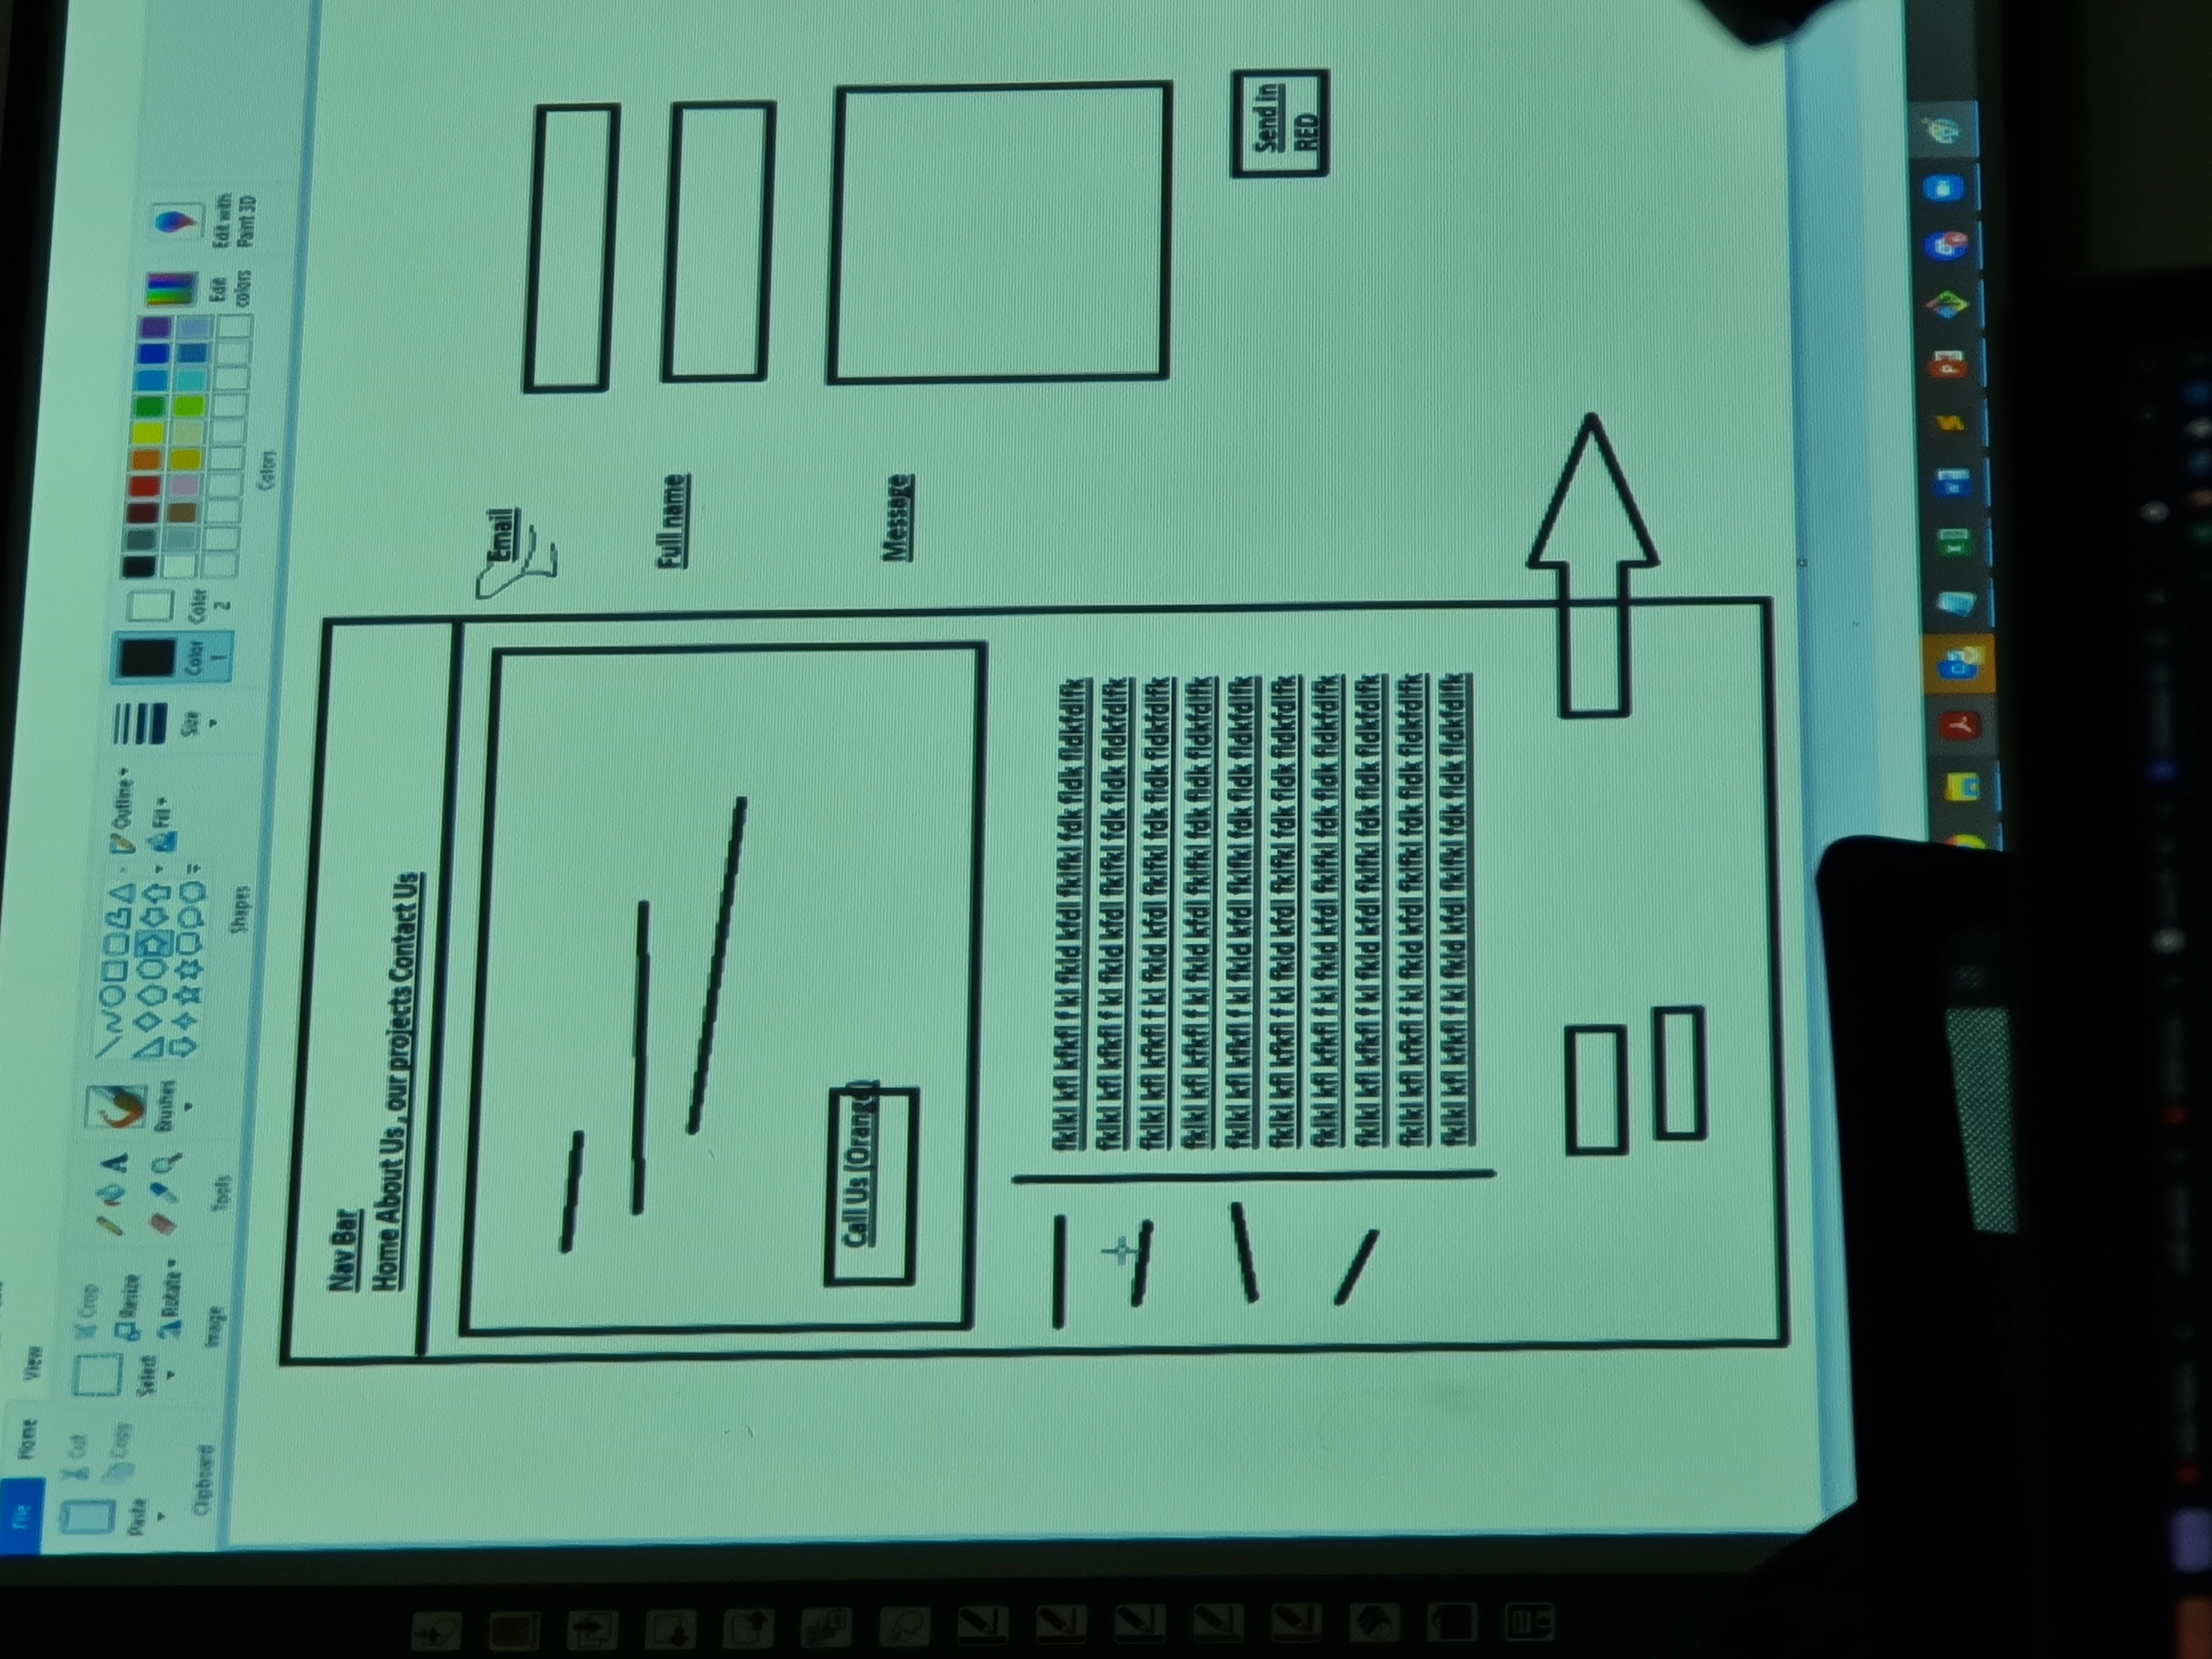 File Home View
Cut
Copy
Paste
Clipboard
Crop
Resize
Rotate
Select
Image
Tools
Brushes
Outline
Fill
Shapes
Size
Color 1
Color 2
Edit colors
Edit with Paint 3D
Colors
Nav Bar
Home About Us , our projects Contact Us
Call Us (Orange)
fklkl kfl kfkfl f kl fkld kfdl fklfkl fdk fldk fldkfdlfk
fklkl kfl kfkfl f kl fkld kfdl fklfkl fdk fldk fldkfdlfk
fklkl kfl kfkfl f kl fkld kfdl fklfkl fdk fldk fldkfdlfk
fklkl kfl kfkfl f kl fkld kfdl fklfkl fdk fldk fldkfdlfk
fklkl kfl kfkfl f kl fkld kfdl fklfkl fdk fldk fldkfdlfk
fklkl kfl kfkfl f kl fkld kfdl fklfkl fdk fldk fldkfdlfk
fklkl kfl kfkfl f kl fkld kfdl fklfkl fdk fldk fldkfdlfk
fklkl kfl kfkfl f kl fkld kfdl fklfkl fdk fldk fldkfdlfk
fklkl kfl kfkfl f kl fkld kfdl fklfkl fdk fldk fldkfdlfk
fklkl kfl kfkfl f kl fkld kfdl fklfkl fdk fldk fldkfdlfk
Email
Full name
Message
Send in
RED